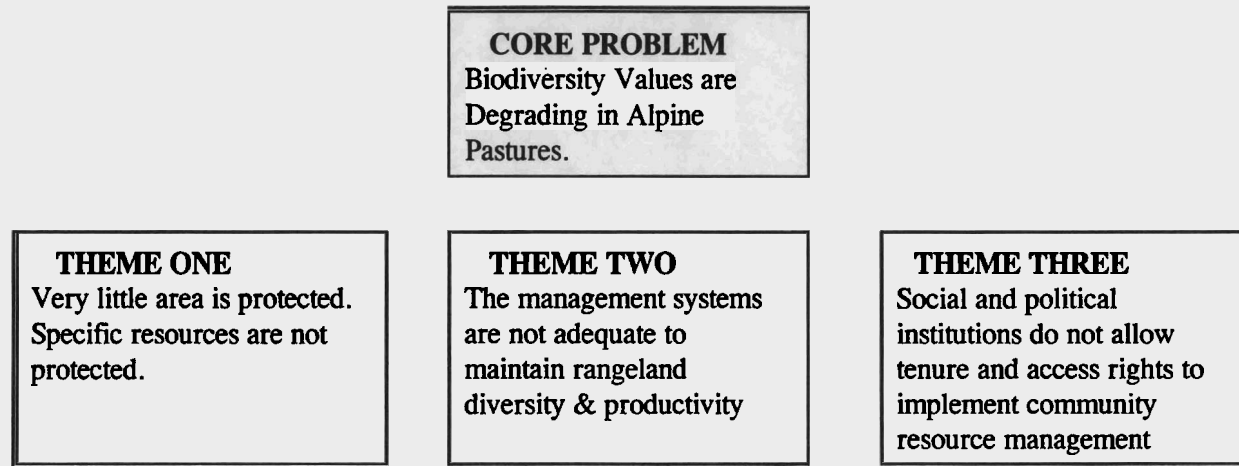 CORE PROBLEM
Biodiversity Values are
Degrading in Alpine
Pastures.
THEME ONE
Very little area is protected.
Specific resources are not
protected.
THEME TWO
The management systems
are not adequate to
maintain rangeland
diversity & productivity
THEME THREE
Social and political
institutions do not allow
tenure and access rights to
implement community
resource management